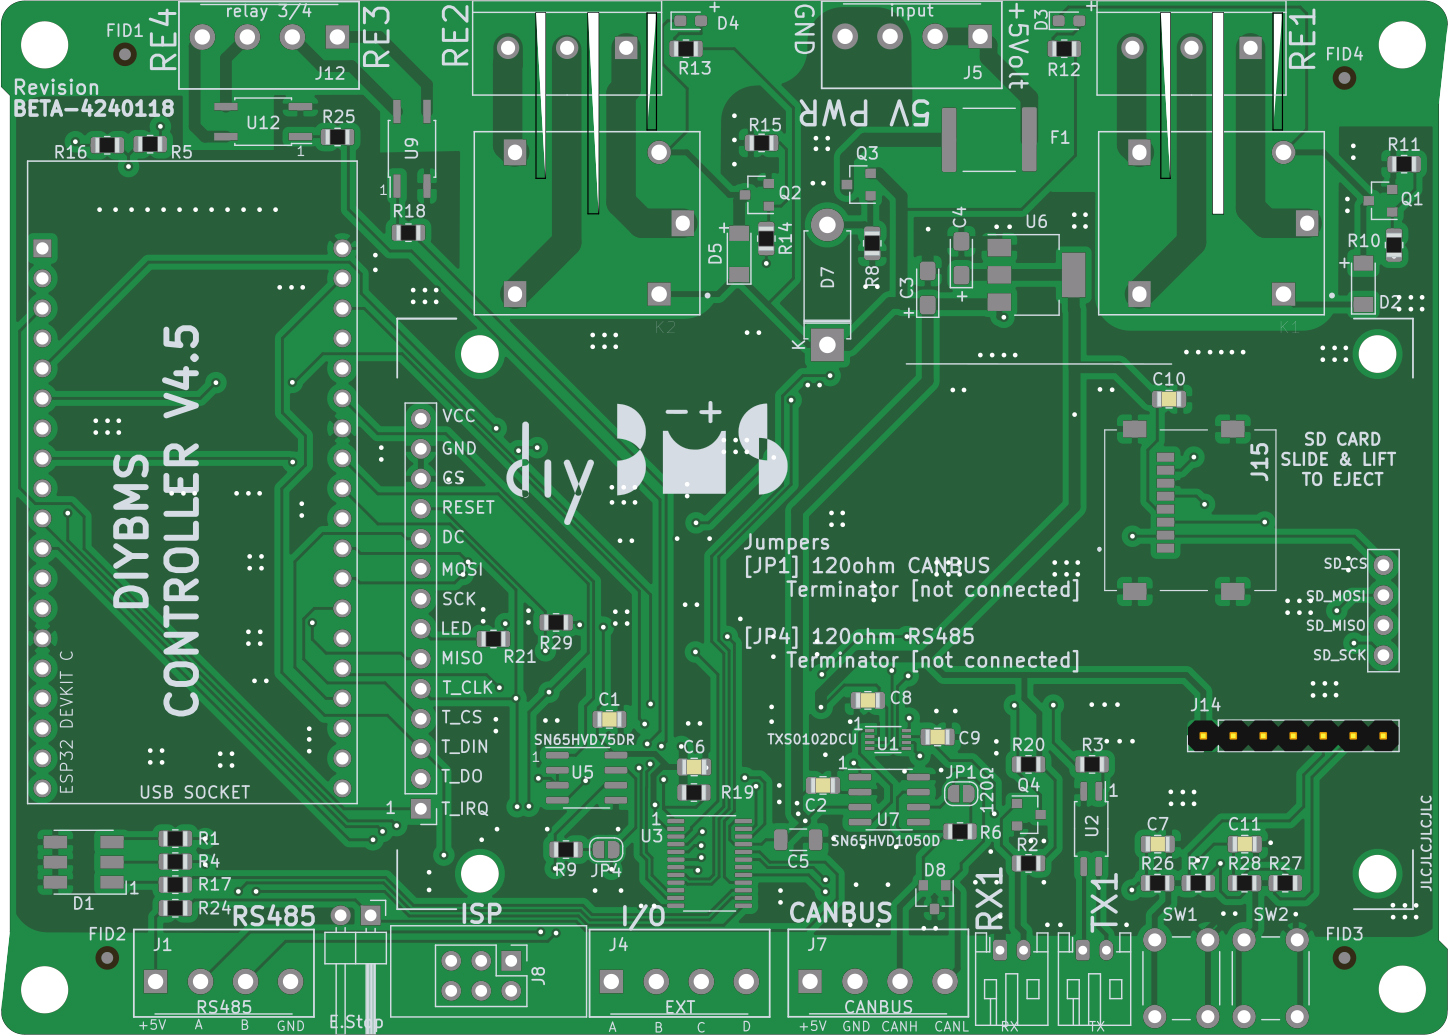 RE4
relay 3/4
RE3
RE2
D4
GND
input
+5Volt
D3
RE1
FID1
J12
R13
J5
R12
FID4
Revision
BETA-4240118
U12
R25
R15
5V PWR
F1
R16
R5
1
U9
Q3
R11
1
Q2
Q1
R18
R14
C4
U6
R10
D5
R8
D7
C3
D2
K2
K
K1
DIYBMS
CONTROLLER V4.5
C10
VCC
GND
CS
RESET
DC
MOSI
SCK
LED
MISO
T_CLK
T_CS
T_DIN
T_DO
T_IRQ
1
diy
- +
SD CARD
SLIDE & LIFT
TO EJECT
J15
Jumpers
[JP1] 120ohm CANBUS
Terminator [not connected]
[JP4] 120ohm RS485
Terminator [not connected]
SD_CS
SD_MOSI
SD_MISO
SD_SCK
R21
R29
ESP32 DEVKIT C
USB SOCKET
C1
SN65HVD75DR
1
U5
C6
R19
1
U3
R9
JP4
C8
1
TXS0102DCU
U1
C9
1
JP1
120Ω
C2
U7
R6
SN65HVD1050D
C5
D8
J14
R20
R3
Q4
1
U2
R2
C7
C11
R26
R7
R28
R27
JLCJLCJLCJLC
R1
R4
R17
R24
J1
D1
RS485
ISP
I/O
CANBUS
RX1
TX1
SW1
SW2
FID2
FID3
J1
J8
J4
J7
RS485
E.Stop
EXT
CANBUS
RX
TX
+5V
A
B
GND
A
B
C
D
+5V
GND
CANH
CANL